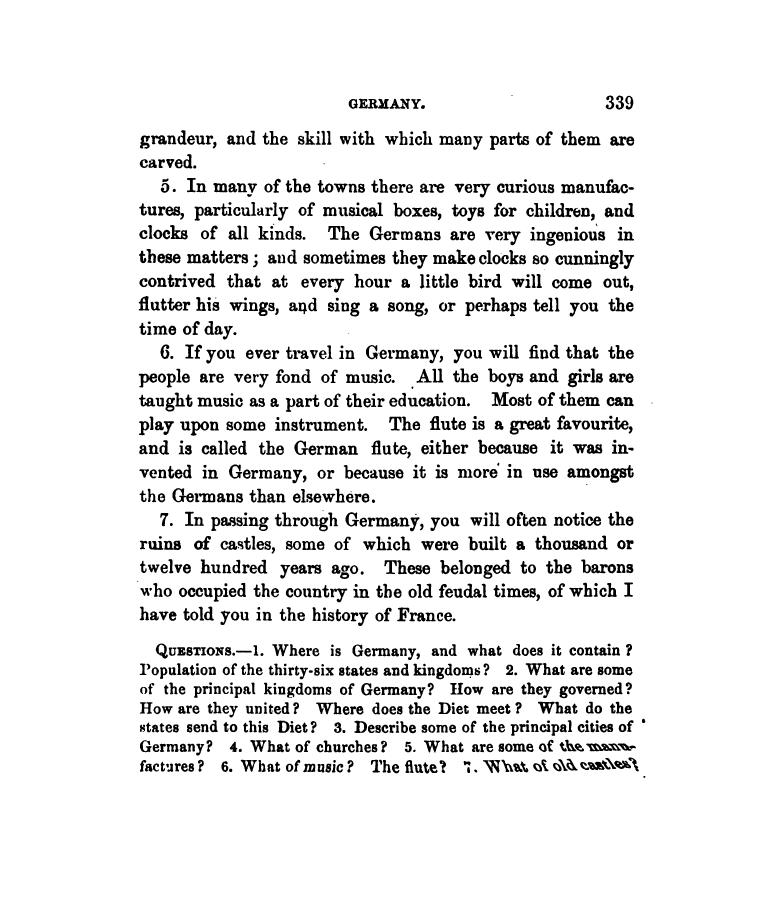 GERMANY. 339
grandeur, and the skill with which many parts of them are
carved.
5. In many of the towns there are very curious manufac-
tures, particularly of musical boxes, toys for children, and
clocks of all kinds. The Germans are very ingenious in
these matters; and sometimes they make clocks so cunningly
contrived that at every hour a little bird will come out,
flutter his wings, and sing a song, or perhaps tell you the
time of day.
6. If you ever travel in Germany, you will find that the
people are very fond of music. All the boys and girls are
taught music as a part of their education. Most of them can
play upon some instrument. The flute is a great favourite,
and is called the German flute, either because it was in-
vented in Germany, or because it is more in use amongst
the Germans than elsewhere.
7. In passing through Germany, you will often notice the
ruins of castles, some of which were built a thousand or
twelve hundred years ago. These belonged to the barons
who occupied the country in the old feudal times, of which I
have told you in the history of France.
QUESTIONS.—1. Where is Germany, and what does it contain?
Population of the thirty-six states and kingdoms? 2. What are some
of the principal kingdoms of Germany? How are they governed?
How are they united? Where does the Diet meet? What do the
states send to this Diet? 3. Describe some of the principal cities of
Germany? 4. What of churches? 5. What are some of the manu-
factures? 6. What of music? The flute? 7. What of old castles?